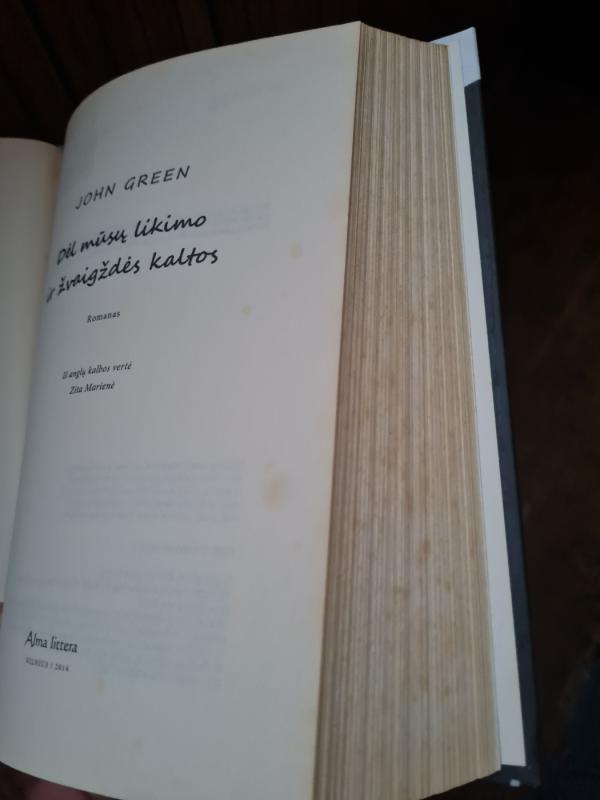 JOHN GREEN
Dėl mūsų likimo
ir žvaigždės kaltos
Romanas
Iš anglų kalbos vertė
Zita Marienė
Alma littera
VILNIUS / 2014